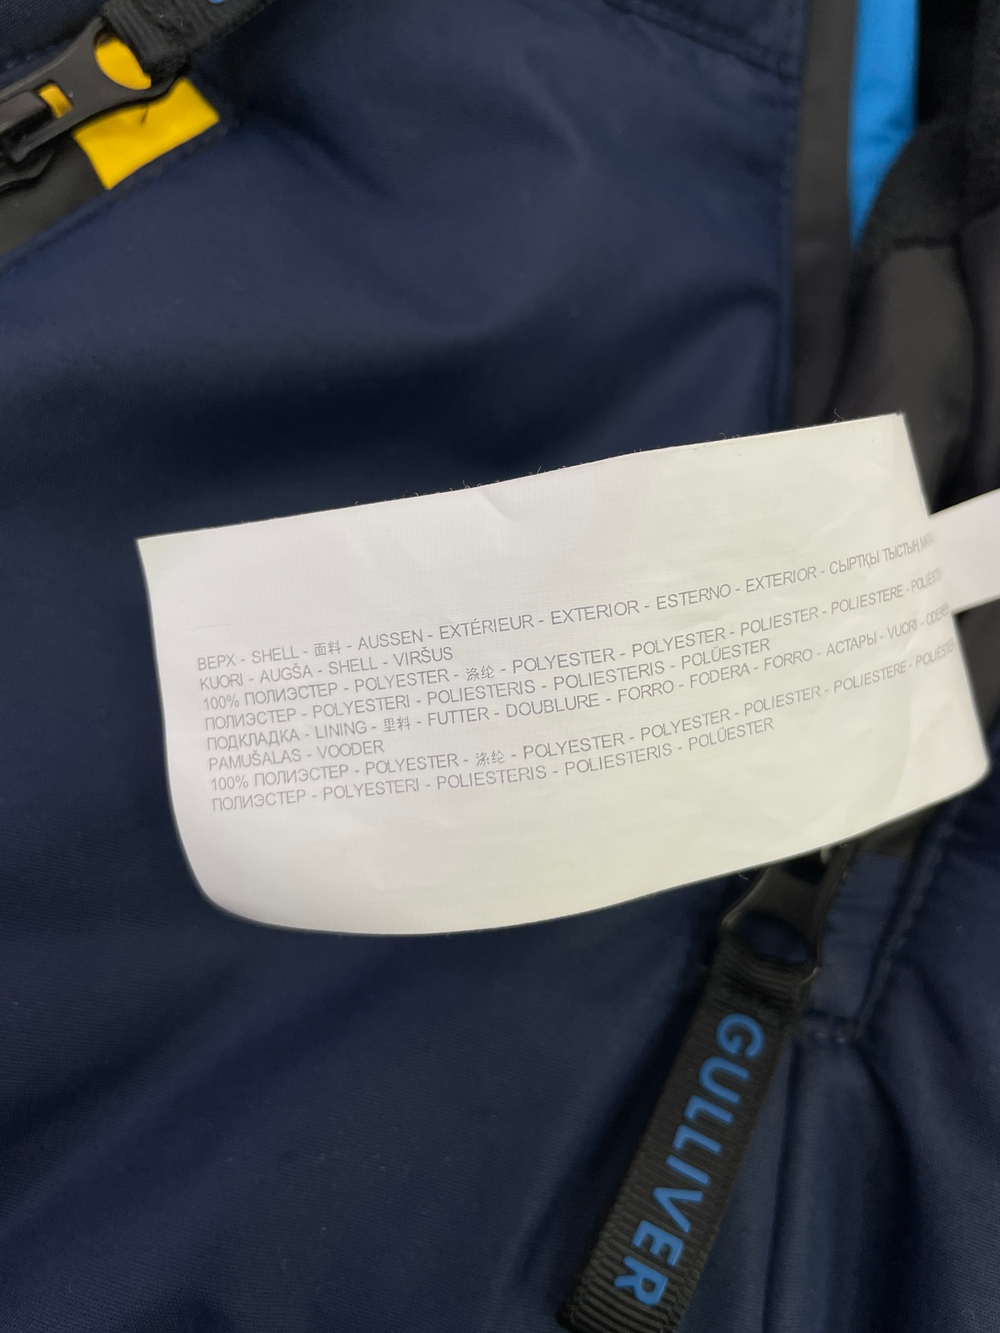 ВЕРХ - SHELL - 面料 - AUSSEN - EXTÉRIEUR - EXTERIOR - ESTERNO - EXTERIOR - СЫРТҚЫ ТЫСТЫҢ
KUORI - AUGŠA - SHELL - VIRŠUS
100% ПОЛИЭСТЕР - POLYESTER - 涤纶 - POLYESTER - POLYESTER - POLIESTER - POLIESTERE -
ПОЛИЭСТЕР - POLYESTERI - POLIESTERIS - POLIESTERIS - POLÜESTER
ПОДКЛАДКА - LINING - 里料 - FUTTER - DOUBLURE - FORRO - FODERA - FORRO - АСТАРЫ - VUORI -
PAMUŠALAS - VOODER
100% ПОЛИЭСТЕР - POLYESTER - 涤纶 - POLYESTER - POLYESTER - POLIESTER - POLIESTERE -
ПОЛИЭСТЕР - POLYESTERI - POLIESTERIS - POLIESTERIS - POLÜESTER
GULLIVER